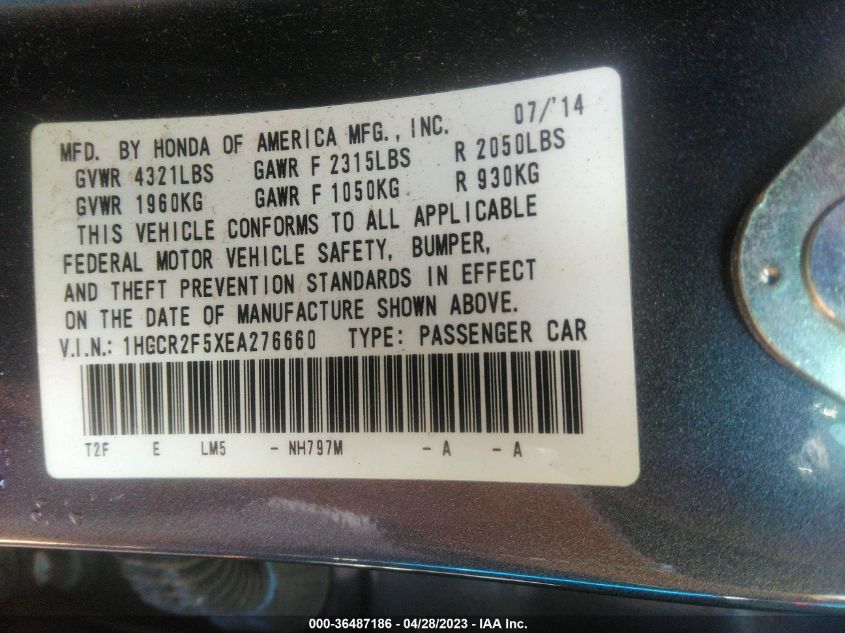 07/'14
MFD. BY HONDA OF AMERICA MFG., INC.
GVWR 4321LBS GAWR F 2315LBS R 2050LBS
GVWR 1960KG GAWR F 1050KG R 930KG
THIS VEHICLE CONFORMS TO ALL APPLICABLE
FEDERAL MOTOR VEHICLE SAFETY, BUMPER,
AND THEFT PREVENTION STANDARDS IN EFFECT
ON THE DATE OF MANUFACTURE SHOWN ABOVE.
V.I.N.: 1HGCR2F5XEA276660 TYPE: PASSENGER CAR
T2F E LM5 - NH797M - A - A
000-36487186 - 04/28/2023 - IAA Inc.